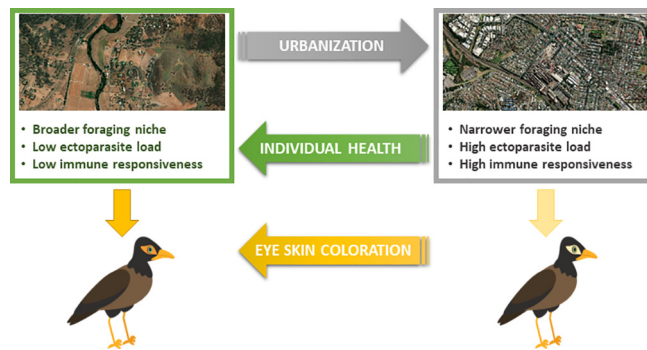 URBANIZATION
• Broader foraging niche
• Low ectoparasite load
• Low immune responsiveness
INDIVIDUAL HEALTH
• Narrower foraging niche
• High ectoparasite load
• High immune responsiveness
EYE SKIN COLORATION